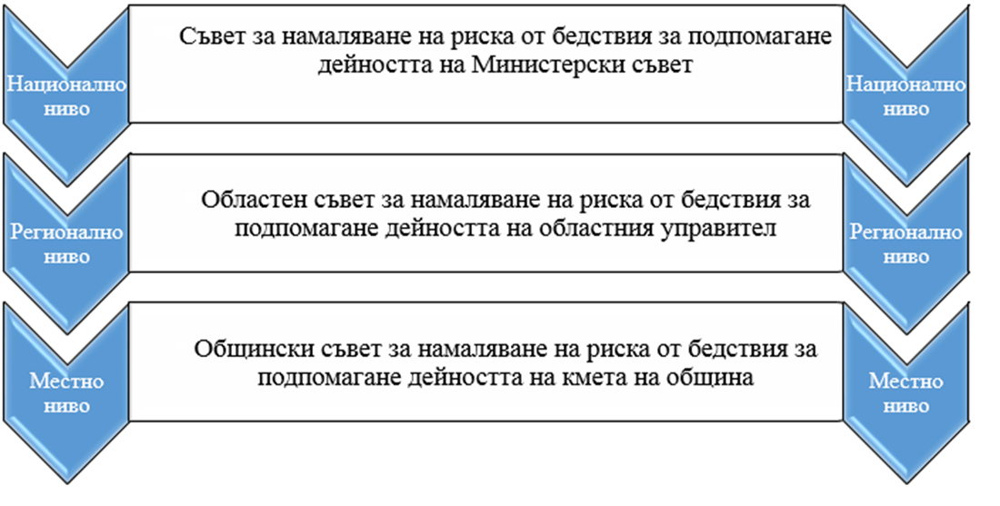 Национално
ниво
Съвет за намаляване на риска от бедствия за подпомагане
дейността на Министерски съвет
Национално
ниво
Регионално
ниво
Областен съвет за намаляване на риска от бедствия за
подпомагане дейността на областния управител
Регионално
ниво
Местно
ниво
Общински съвет за намаляване на риска от бедствия за
подпомагане дейността на кмета на община
Местно
ниво